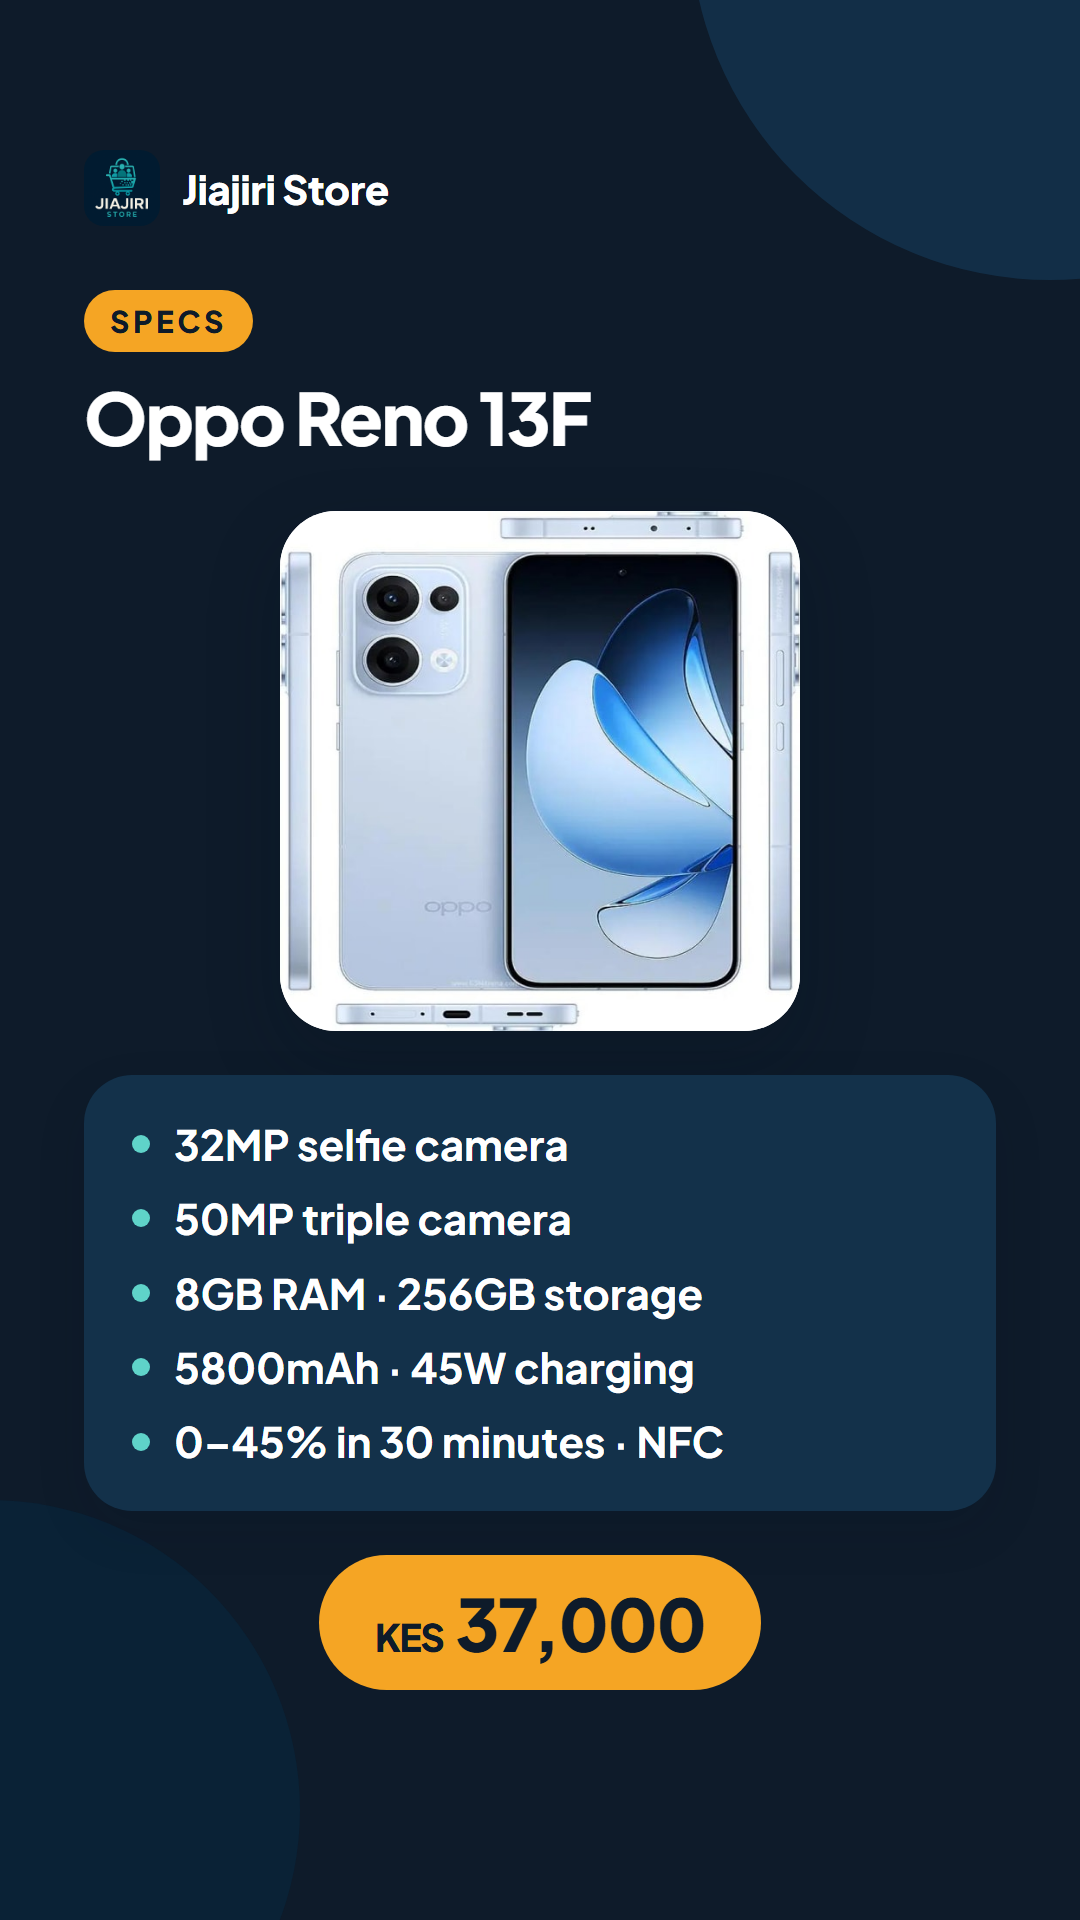 JIAJIRI
STORE
Jiajiri Store
SPECS
Oppo Reno 13F
oppo
32MP selfie camera
50MP triple camera
8GB RAM · 256GB storage
5800mAh · 45W charging
0–45% in 30 minutes · NFC
KES 37,000